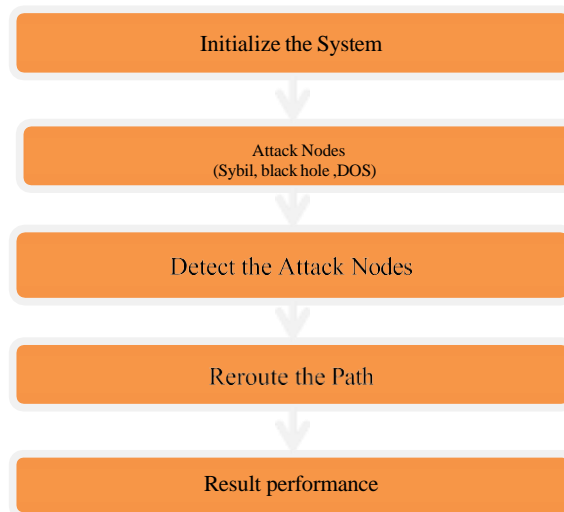 Initialize the System
Attack Nodes
(Sybil, black hole ,DOS)
Detect the Attack Nodes
Reroute the Path
Result performance